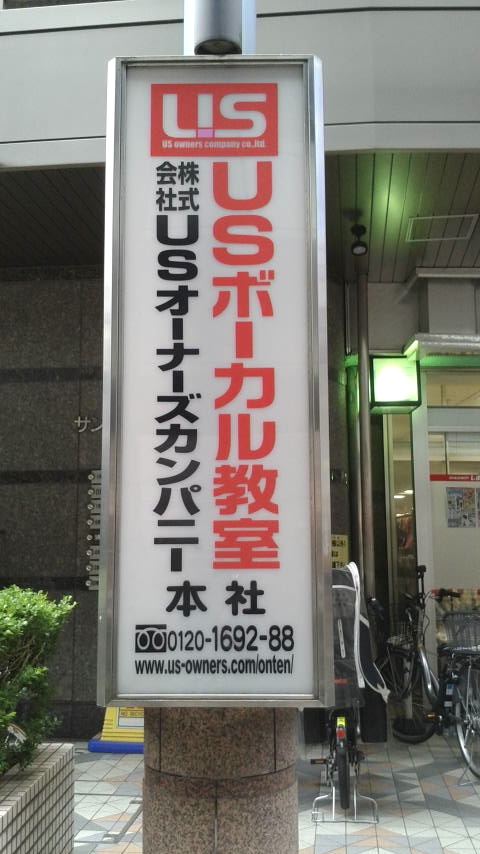 US
US owners company co.,ltd.
USボーカル教室
株式会社USオーナーズカンパニー
本社
0120-1692-88
www.us-owners.com/onten/
サン